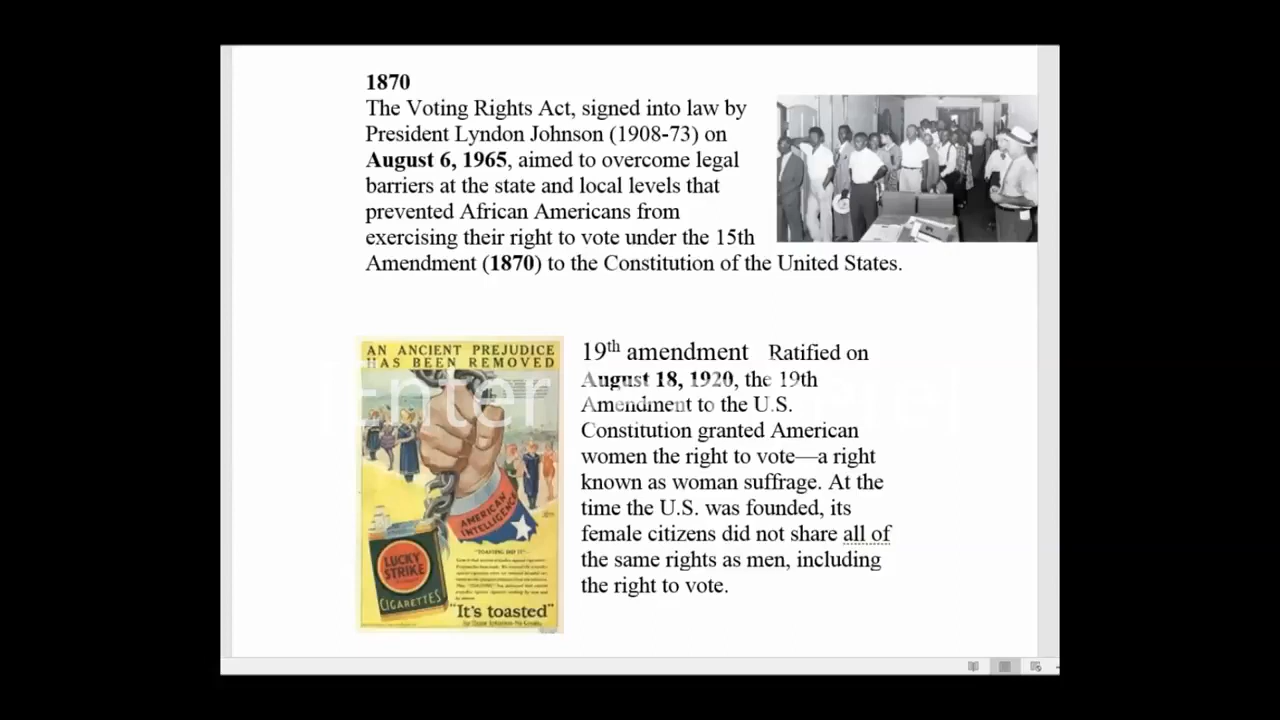 1870
The Voting Rights Act, signed into law by
President Lyndon Johnson (1908-73) on
August 6, 1965, aimed to overcome legal
barriers at the state and local levels that
prevented African Americans from
exercising their right to vote under the 15th
Amendment (1870) to the Constitution of the United States.
AN ANCIENT PREJUDICE
HAS BEEN REMOVED
AMERICAN
INTELLIGENCE
LUCKY
STRIKE
CIGARETTES
"TOASTING DID IT"—
"It's toasted"
19th amendment Ratified on
August 18, 1920, the 19th
Amendment to the U.S.
Constitution granted American
women the right to vote—a right
known as woman suffrage. At the
time the U.S. was founded, its
female citizens did not share all of
the same rights as men, including
the right to vote.
[Enter